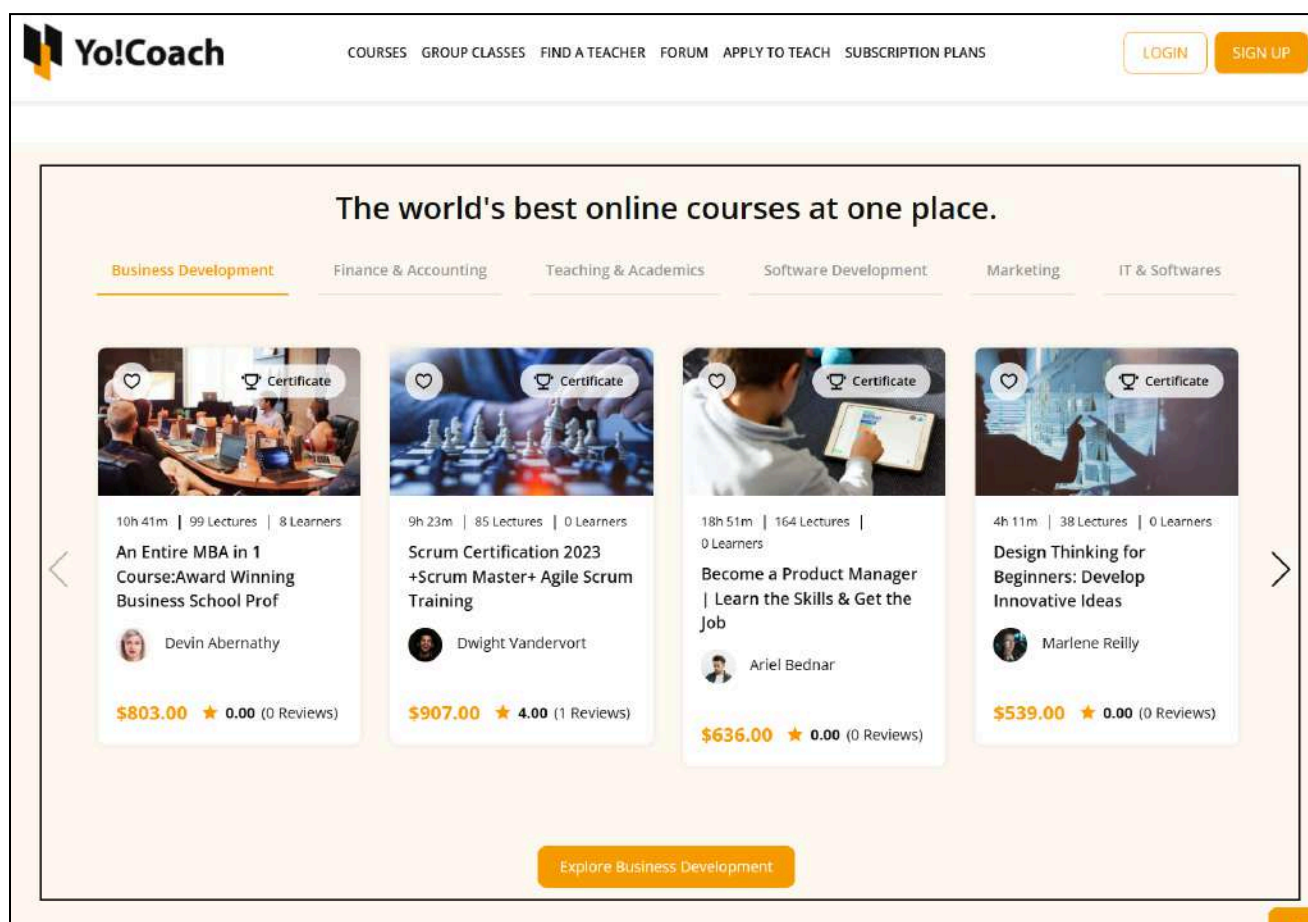 Yo!Coach
COURSES GROUP CLASSES FIND A TEACHER FORUM APPLY TO TEACH SUBSCRIPTION PLANS
LOGIN SIGN UP
The world's best online courses at one place.
Business Development Finance & Accounting Teaching & Academics Software Development Marketing IT & Softwares
Certificate
10h 41m | 99 Lectures | 8 Learners
An Entire MBA in 1
Course:Award Winning
Business School Prof
Devin Abernathy
$803.00 0.00 (0 Reviews)
Certificate
9h 23m | 85 Lectures | 0 Learners
Scrum Certification 2023
+Scrum Master+ Agile Scrum
Training
Dwight Vandervort
$907.00 4.00 (1 Reviews)
Certificate
18h 51m | 164 Lectures |
0 Learners
Become a Product Manager
| Learn the Skills & Get the
Job
Ariel Bednar
$636.00 0.00 (0 Reviews)
Certificate
4h 11m | 38 Lectures | 0 Learners
Design Thinking for
Beginners: Develop
Innovative Ideas
Marlene Reilly
$539.00 0.00 (0 Reviews)
Explore Business Development